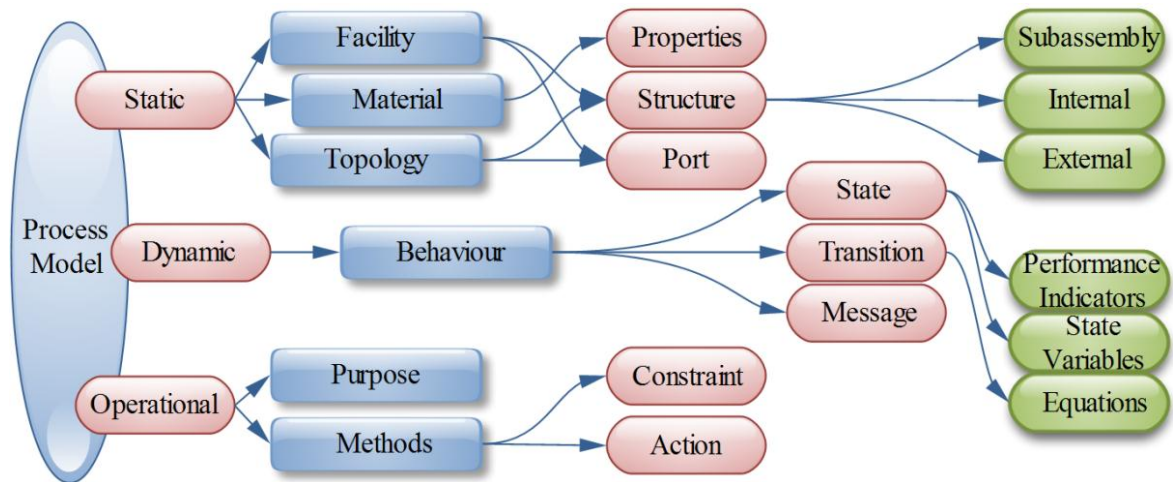 Process
Model
Static
Facility
Material
Topology
Properties
Structure
Port
Subassembly
Internal
External
Dynamic
Behaviour
State
Transition
Message
Performance
Indicators
State
Variables
Equations
Operational
Purpose
Methods
Constraint
Action